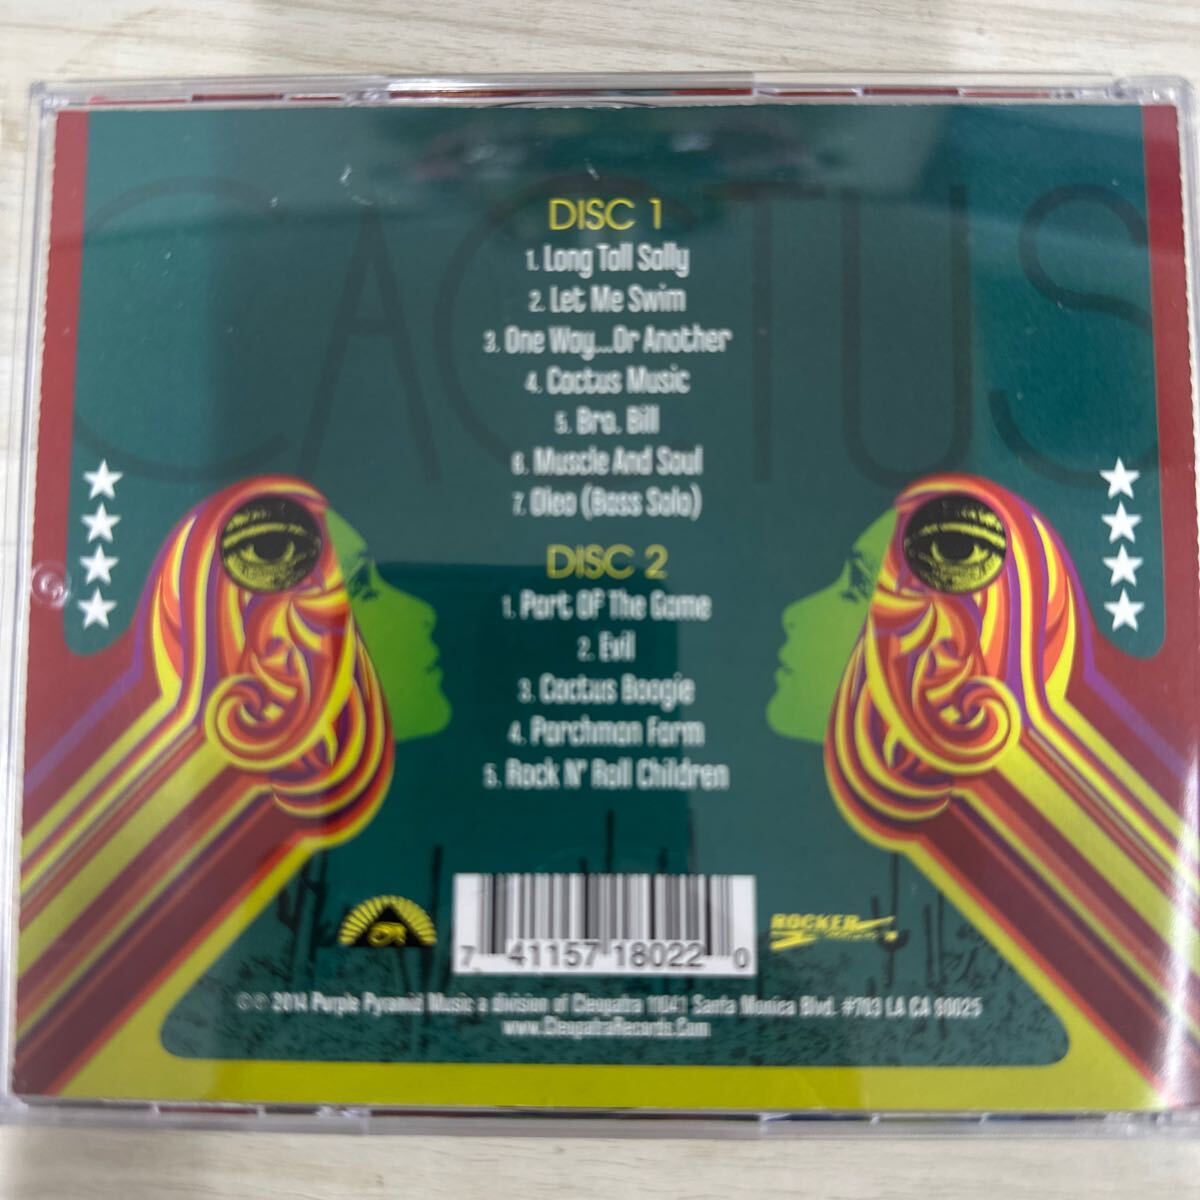 CACTUS
DISC 1
1. Long Tall Sally
2. Let Me Swim
3. One Way...Or Another
4. Cactus Music
5. Bro. Bill
6. Muscle And Soul
7. Oleo (Bass Solo)
DISC 2
1. Part OF The Game
2. Evil
3. Cactus Boogie
4. Parchman Farm
5. Rock N' Roll Children
ROCKER
7 41157 18022 0
© ℗ 2014 Purple Pyramid Music a division of Cleopatra 11041 Santa Monica Blvd. #703 LA CA 90025
www.CleopatraRecords.Com